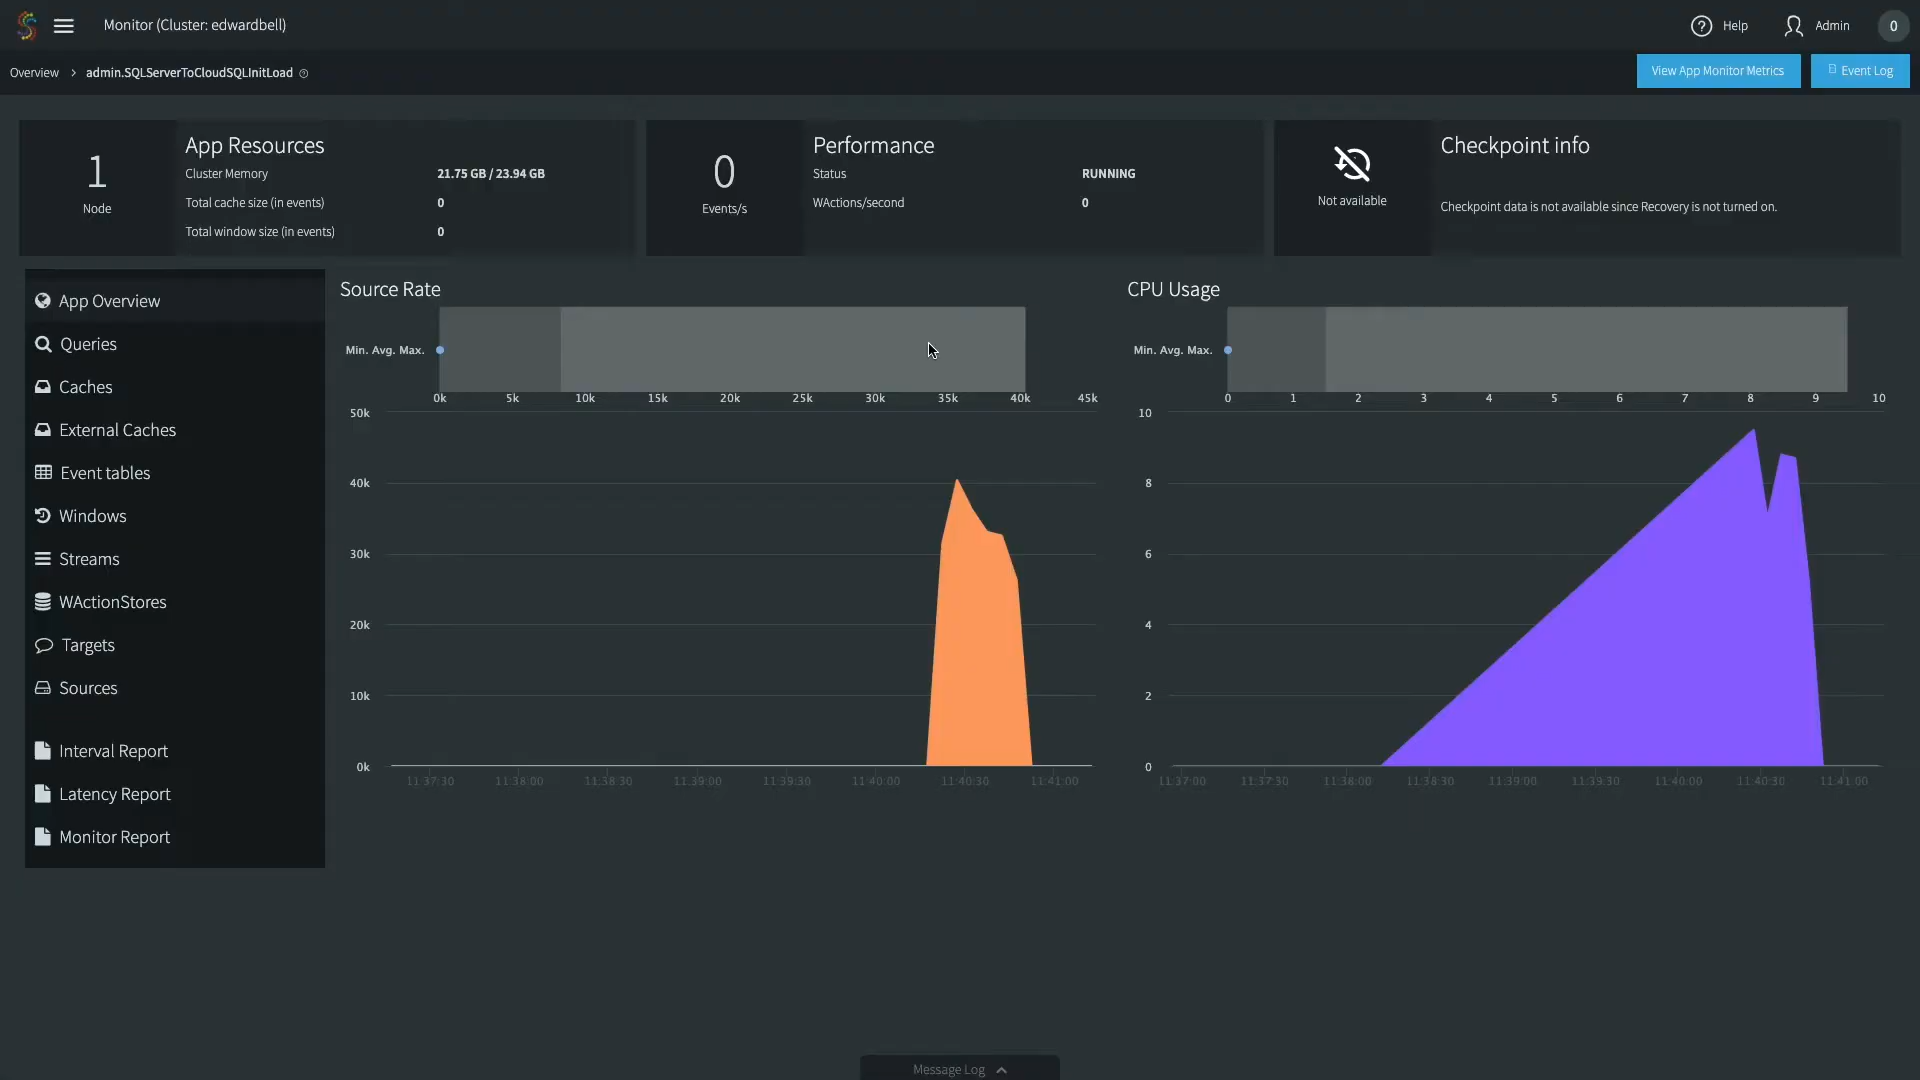 Monitor (Cluster: edwardbell)
Help
Admin
0
Overview > admin.SQLServerToCloudSQLInitLoad
View App Monitor Metrics
Event Log
1
Node
App Resources
Cluster Memory 21.75 GB / 23.94 GB
Total cache size (in events) 0
Total window size (in events) 0
0
Events/s
Performance
Status RUNNING
WActions/second 0
Not available
Checkpoint info
Checkpoint data is not available since Recovery is not turned on.
App Overview
Queries
Caches
External Caches
Event tables
Windows
Streams
WActionStores
Targets
Sources
Interval Report
Latency Report
Monitor Report
Source Rate
Min. Avg. Max.
0k 5k 10k 15k 20k 25k 30k 35k 40k 45k
50k
40k
30k
20k
10k
0k
11:37:30 11:38:00 11:38:30 11:39:00 11:39:30 11:40:00 11:40:30 11:41:00
CPU Usage
Min. Avg. Max.
0 1 2 3 4 5 6 7 8 9 10
10
8
6
4
2
0
11:37:00 11:37:30 11:38:00 11:38:30 11:39:00 11:39:30 11:40:00 11:40:30 11:41:00
Message Log